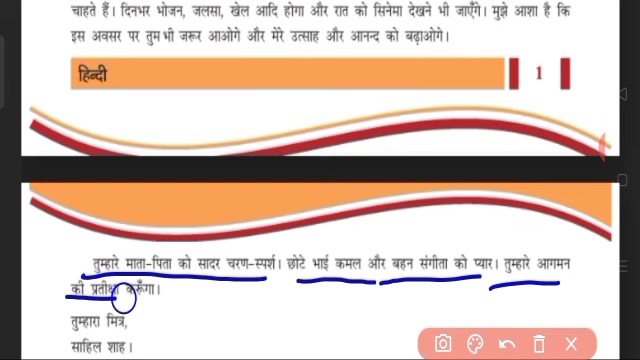 चाहते हैं। दिनभर भोजन, जलसा, खेल आदि होगा और रात को सिनेमा देखने भी जाएँगे। मुझे आशा है कि
इस अवसर पर तुम भी जरूर आओगे और मेरे उत्साह और आनन्द को बढ़ाओगे।
हिन्दी
1
तुम्हारे माता-पिता को सादर चरण-स्पर्श। छोटे भाई कमल और बहन संगीता को प्यार। तुम्हारे आगमन
की प्रतीक्षा करूँगा।
तुम्हारा मित्र,
साहिल शाह।